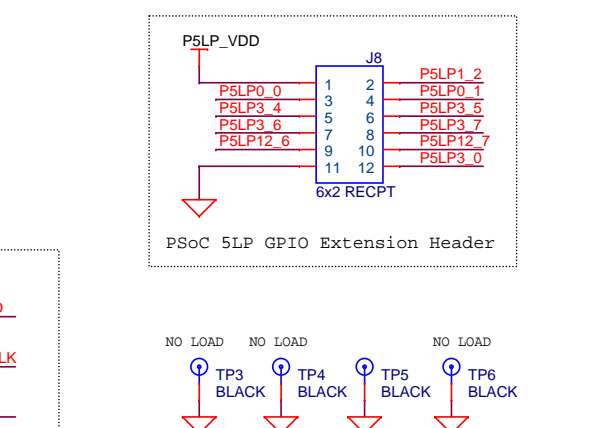 P5LP_VDD
J8
1 2 P5LP1_2
P5LP0_0 3 4 P5LP0_1
P5LP3_4 5 6 P5LP3_5
P5LP3_6 7 8 P5LP3_7
P5LP12_6 9 10 P5LP12_7
11 12 P5LP3_0
6x2 RECPT
PSoC 5LP GPIO Extension Header
LK
NO LOAD NO LOAD NO LOAD
TP3 TP4 TP5 TP6
BLACK BLACK BLACK BLACK